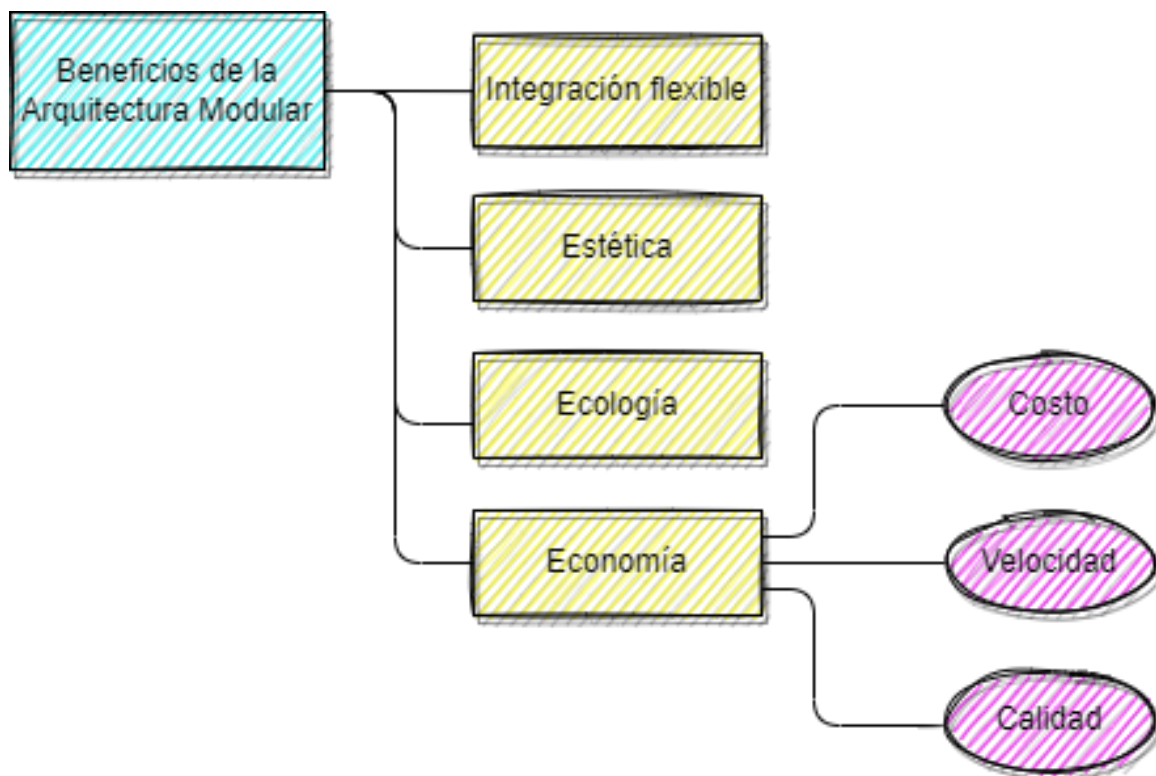 Beneficios de la
Arquitectura Modular
Integración flexible
Estética
Ecología
Economía
Costo
Velocidad
Calidad